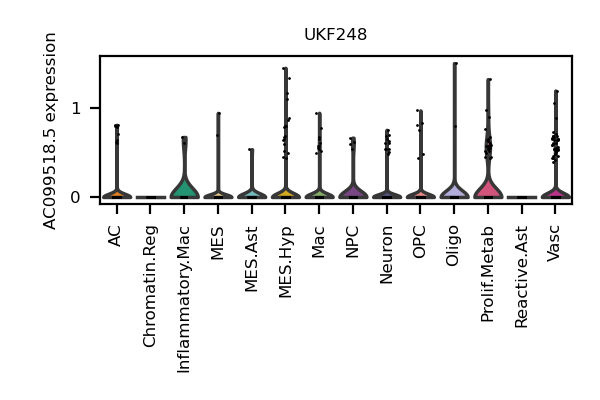 UKF248
AC099518.5 expression
1
0
AC
Chromatin.Reg
Inflammatory.Mac
MES
MES.Ast
MES.Hyp
Mac
NPC
Neuron
OPC
Oligo
Prolif.Metab
Reactive.Ast
Vasc